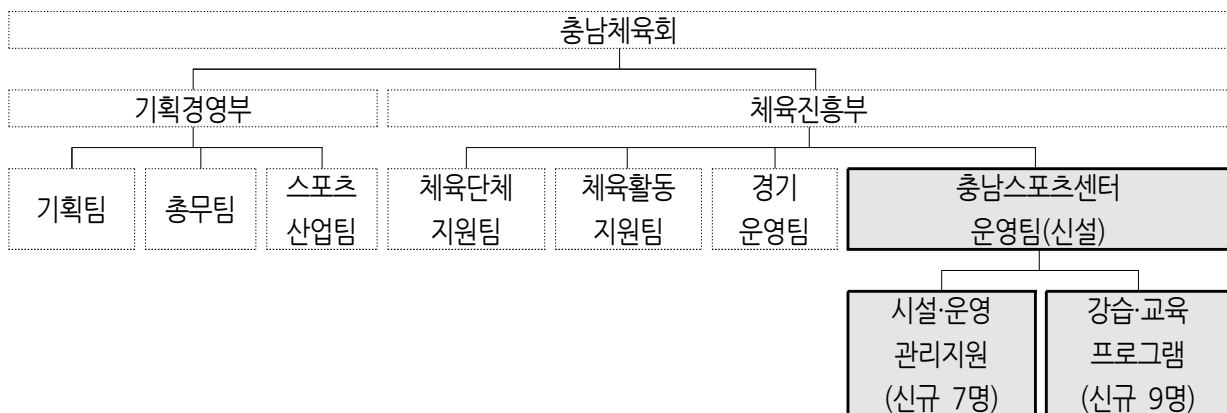 충남체육회
기획경영부
체육진흥부
기획팀
총무팀
스포츠
산업팀
체육단체
지원팀
체육활동
지원팀
경기
운영팀
충남스포츠센터
운영팀(신설)
시설·운영
관리지원
(신규 7명)
강습·교육
프로그램
(신규 9명)